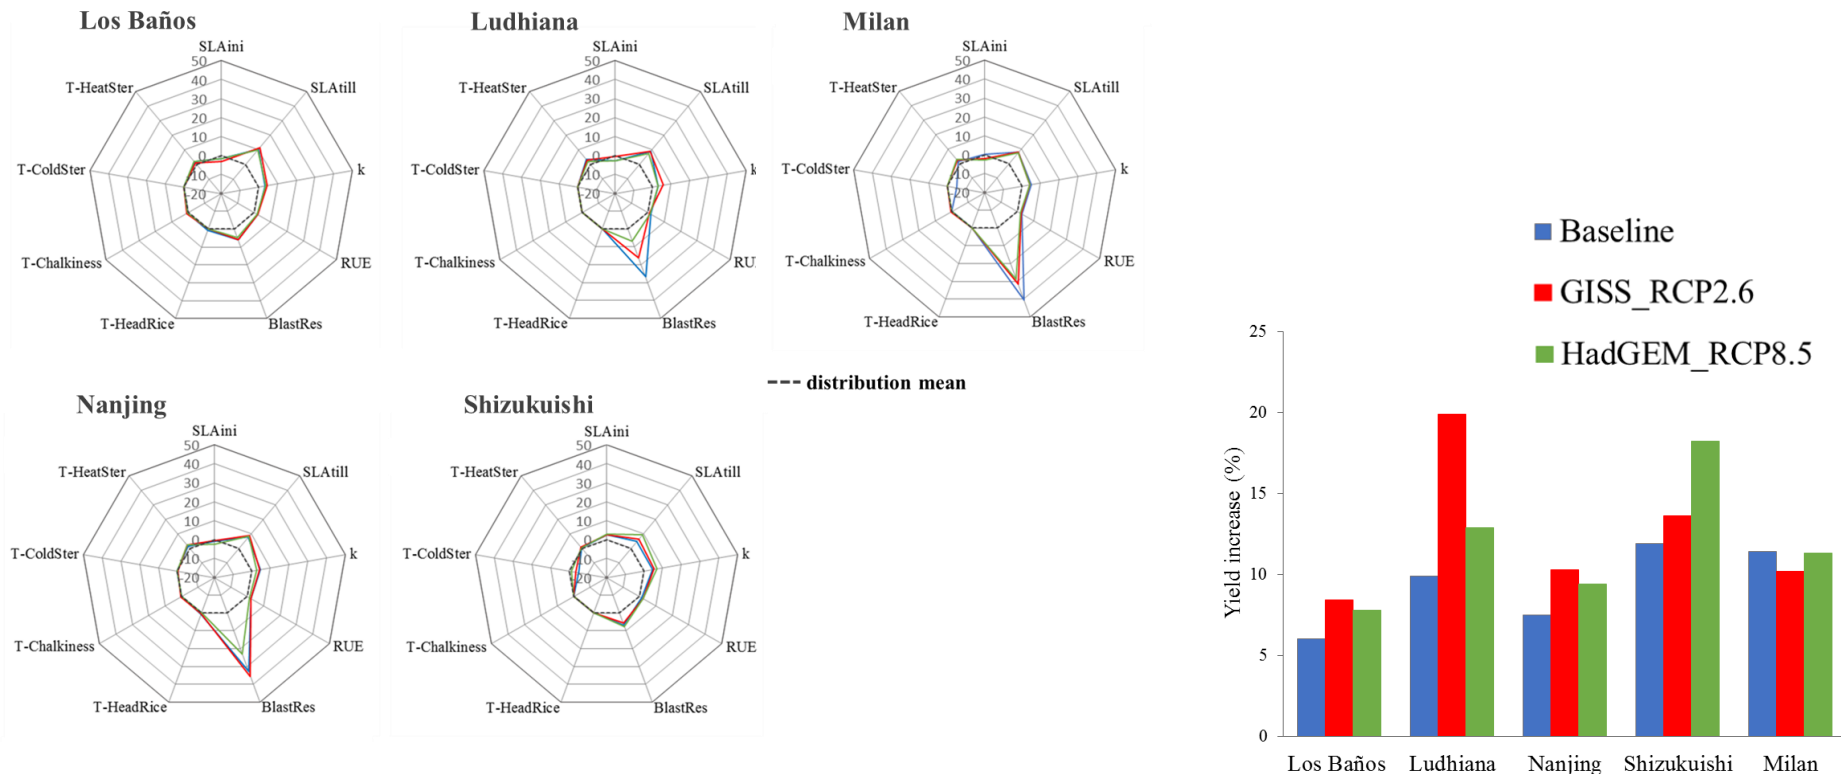 Los Baños
SLAini
SLAtill
k
RUE
BlastRes
T-HeadRice
T-Chalkiness
T-ColdSter
T-HeatSter
50
40
30
20
10
0
10
20
Ludhiana
SLAini
SLAtill
k
RU
BlastRes
T-HeadRice
T-Chalkiness
T-ColdSter
T-HeatSter
50
40
30
20
10
0
10
20
Milan
SLAini
SLAtill
k
RUE
BlastRes
T-HeadRice
T-Chalkiness
T-ColdSter
T-HeatSter
50
40
30
20
10
0
10
20
distribution mean
Nanjing
SLAini
SLAtill
k
RUE
BlastRes
T-HeadRice
T-Chalkiness
T-ColdSter
T-HeatSter
50
40
30
20
10
0
10
20
Shizukuishi
SLAini
SLAtill
k
RUE
BlastRes
T-HeadRice
T-Chalkiness
T-ColdSter
T-HeatSter
50
40
30
20
10
0
10
20
Baseline
GISS_RCP2.6
HadGEM_RCP8.5
Yield increase (%)
25
20
15
10
5
0
Los Baños
Ludhiana
Nanjing
Shizukuishi
Milan